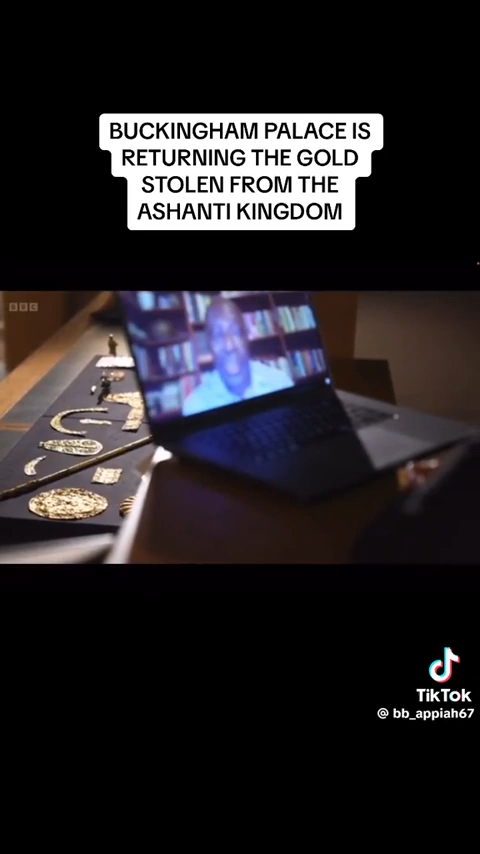 BUCKINGHAM PALACE IS
RETURNING THE GOLD
STOLEN FROM THE
ASHANTI KINGDOM
BBC
TikTok
@ bb_appiah67